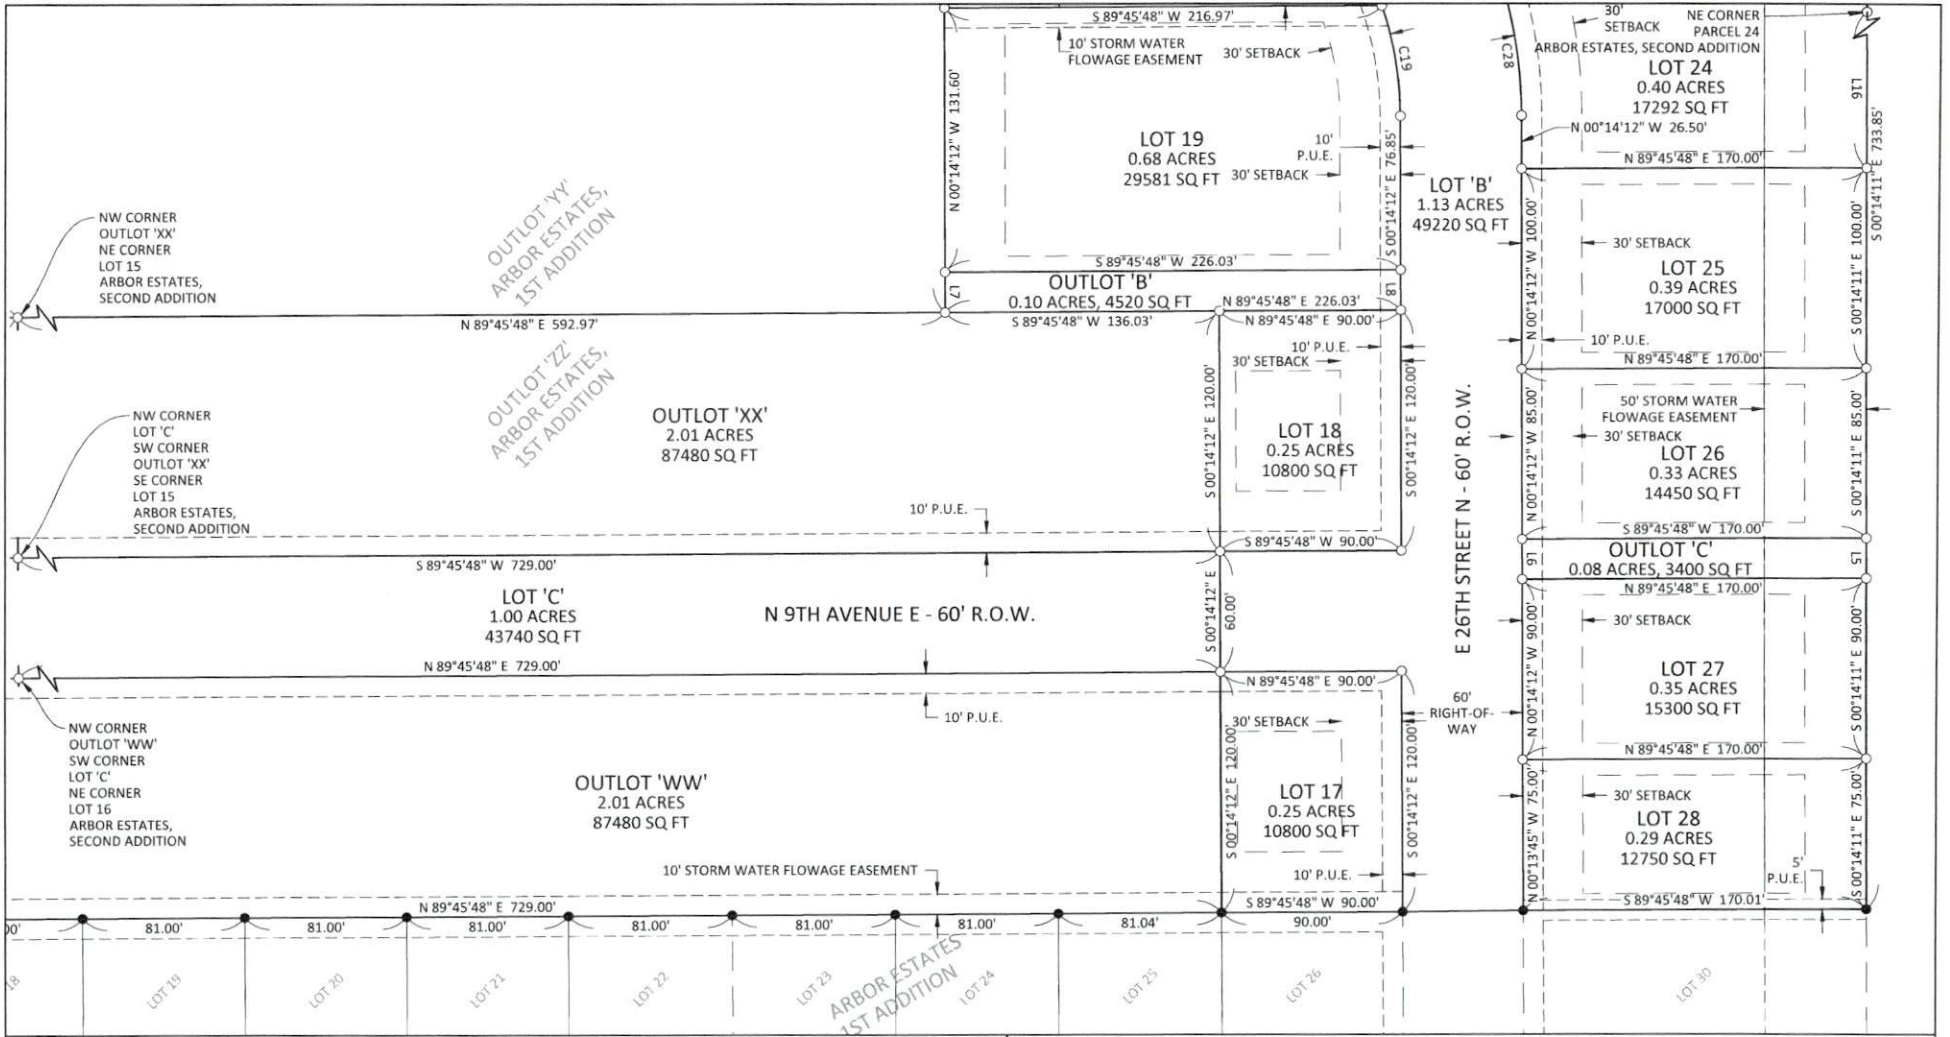 S 89°45'48" W 216.97'
10' STORM WATER
FLOWAGE EASEMENT
30' SETBACK
C19
C28
30'
SETBACK
NE CORNER
PARCEL 24
ARBOR ESTATES, SECOND ADDITION
LOT 24
0.40 ACRES
17292 SQ FT
N 00°14'12" W 26.50'
N 89°45'48" E 170.00'
L16
S 00°14'11" E 733.85'
N 00°14'12" W 131.60'
LOT 19
0.68 ACRES
29581 SQ FT
10'
P.U.E.
30' SETBACK
S 00°14'12" E 76.85'
LOT 'B'
1.13 ACRES
49220 SQ FT
S 89°45'48" W 226.03'
NW CORNER
OUTLOT 'XX'
NE CORNER
LOT 15
ARBOR ESTATES,
SECOND ADDITION
OUTLOT 'YY'
ARBOR ESTATES,
1ST ADDITION
N 89°45'48" E 592.97'
L7
OUTLOT 'B'
0.10 ACRES, 4520 SQ FT
L8
N 89°45'48" E 226.03'
S 89°45'48" W 136.03'
N 89°45'48" E 90.00'
N 00°14'12" W 100.00'
30' SETBACK
LOT 25
0.39 ACRES
17000 SQ FT
S 00°14'11" E 100.00'
10' P.U.E.
N 89°45'48" E 170.00'
OUTLOT 'ZZ'
ARBOR ESTATES,
1ST ADDITION
OUTLOT 'XX'
2.01 ACRES
87480 SQ FT
NW CORNER
LOT 'C'
SW CORNER
OUTLOT 'XX'
SE CORNER
LOT 15
ARBOR ESTATES,
SECOND ADDITION
10' P.U.E.
S 00°14'12" E 120.00'
10' P.U.E.
30' SETBACK
LOT 18
0.25 ACRES
10800 SQ FT
S 00°14'12" E 120.00'
S 89°45'48" W 90.00'
E 26TH STREET N - 60' R.O.W.
N 00°14'12" W 85.00'
50' STORM WATER
FLOWAGE EASEMENT
30' SETBACK
LOT 26
0.33 ACRES
14450 SQ FT
S 00°14'11" E 85.00'
S 89°45'48" W 170.00'
L6
OUTLOT 'C'
0.08 ACRES, 3400 SQ FT
L5
N 89°45'48" E 170.00'
S 89°45'48" W 729.00'
LOT 'C'
1.00 ACRES
43740 SQ FT
N 9TH AVENUE E - 60' R.O.W.
S 00°14'12" E
60.00'
N 89°45'48" E 729.00'
N 89°45'48" E 90.00'
N 00°14'12" W 90.00'
30' SETBACK
LOT 27
0.35 ACRES
15300 SQ FT
S 00°14'11" E 90.00'
N 89°45'48" E 170.00'
10' P.U.E.
60'
RIGHT-OF-
WAY
NW CORNER
OUTLOT 'WW'
SW CORNER
LOT 'C'
NE CORNER
LOT 16
ARBOR ESTATES,
SECOND ADDITION
OUTLOT 'WW'
2.01 ACRES
87480 SQ FT
S 00°14'12" E 120.00'
30' SETBACK
LOT 17
0.25 ACRES
10800 SQ FT
10' P.U.E.
S 00°14'12" E 120.00'
N 00°13'45" W 75.00'
30' SETBACK
LOT 28
0.29 ACRES
12750 SQ FT
5'
P.U.E.
S 00°14'11" E 75.00'
10' STORM WATER FLOWAGE EASEMENT
N 89°45'48" E 729.00'
S 89°45'48" W 90.00'
S 89°45'48" W 170.01'
00'
81.00'
81.00'
81.00'
81.00'
81.00'
81.00'
81.04'
90.00'
18
LOT 19
LOT 20
LOT 21
LOT 22
LOT 23
ARBOR ESTATES
1ST ADDITION
LOT 24
LOT 25
LOT 26
LOT 30